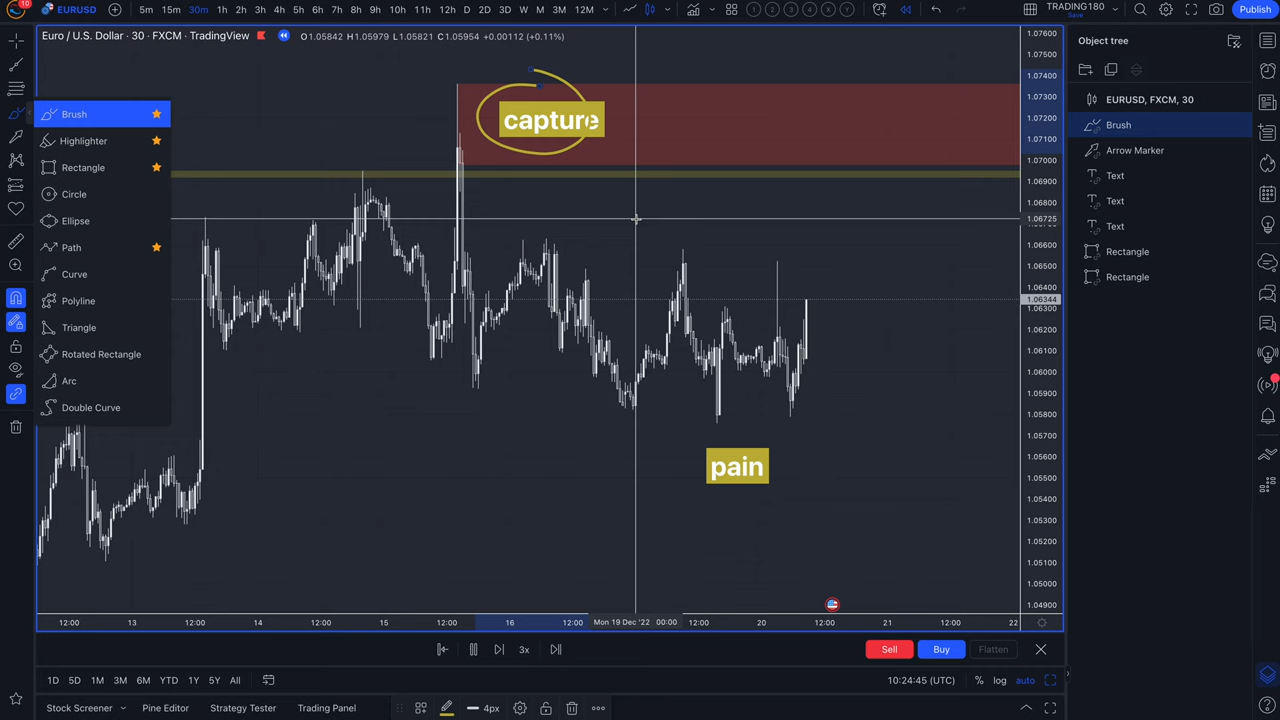 10
EURUSD
5m 15m 30m 1h 2h 3h 4h 5h 6h 7h 8h 9h 10h 12h D 2D 3D W M 3M 12M
1 2 3 4 X Y
TRADING180
Save
Publish
Euro / U.S. Dollar · 30 · FXCM · TradingView
O1.05842 H1.05979 L1.05821 C1.05954 +0.00112 (+0.11%)
Brush
Highlighter
Rectangle
Circle
Ellipse
Path
Curve
Polyline
Triangle
Rotated Rectangle
Arc
Double Curve
capture
pain
1.07600
1.07500
1.07400
1.07300
1.07200
1.07100
1.07000
1.06900
1.06800
1.06725
1.06600
1.06500
1.06400
1.06344
1.06300
1.06200
1.06100
1.06000
1.05900
1.05800
1.05700
1.05600
1.05500
1.05400
1.05300
1.05200
1.05100
1.05000
1.04900
12:00 13 12:00 14 12:00 15 12:00 16 12:00 Mon 19 Dec '22 00:00 12:00 20 12:00 21 12:00 22
Object tree
EURUSD, FXCM, 30
Brush
Arrow Marker
Text
Text
Text
Rectangle
Rectangle
3x
Sell
Buy
Flatten
1D 5D 1M 3M 6M YTD 1Y 5Y All
10:24:45 (UTC)
% log auto
Stock Screener
Pine Editor
Strategy Tester
Trading Panel
4px